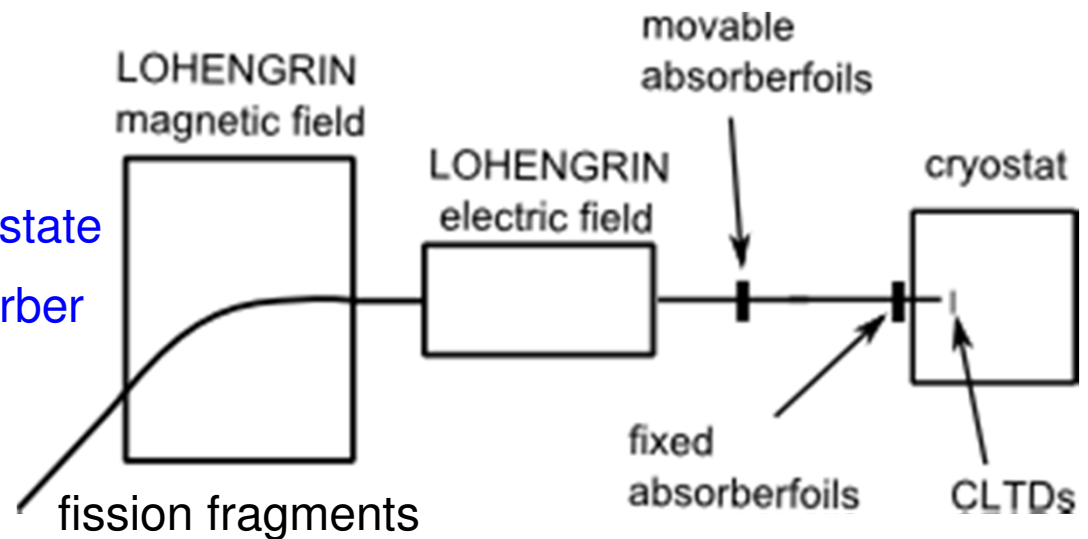 movable
absorberfoils
LOHENGRIN
magnetic field
LOHENGRIN
electric field
cryostat
state
rber
fixed
absorberfoils
CLTDs
fission fragments